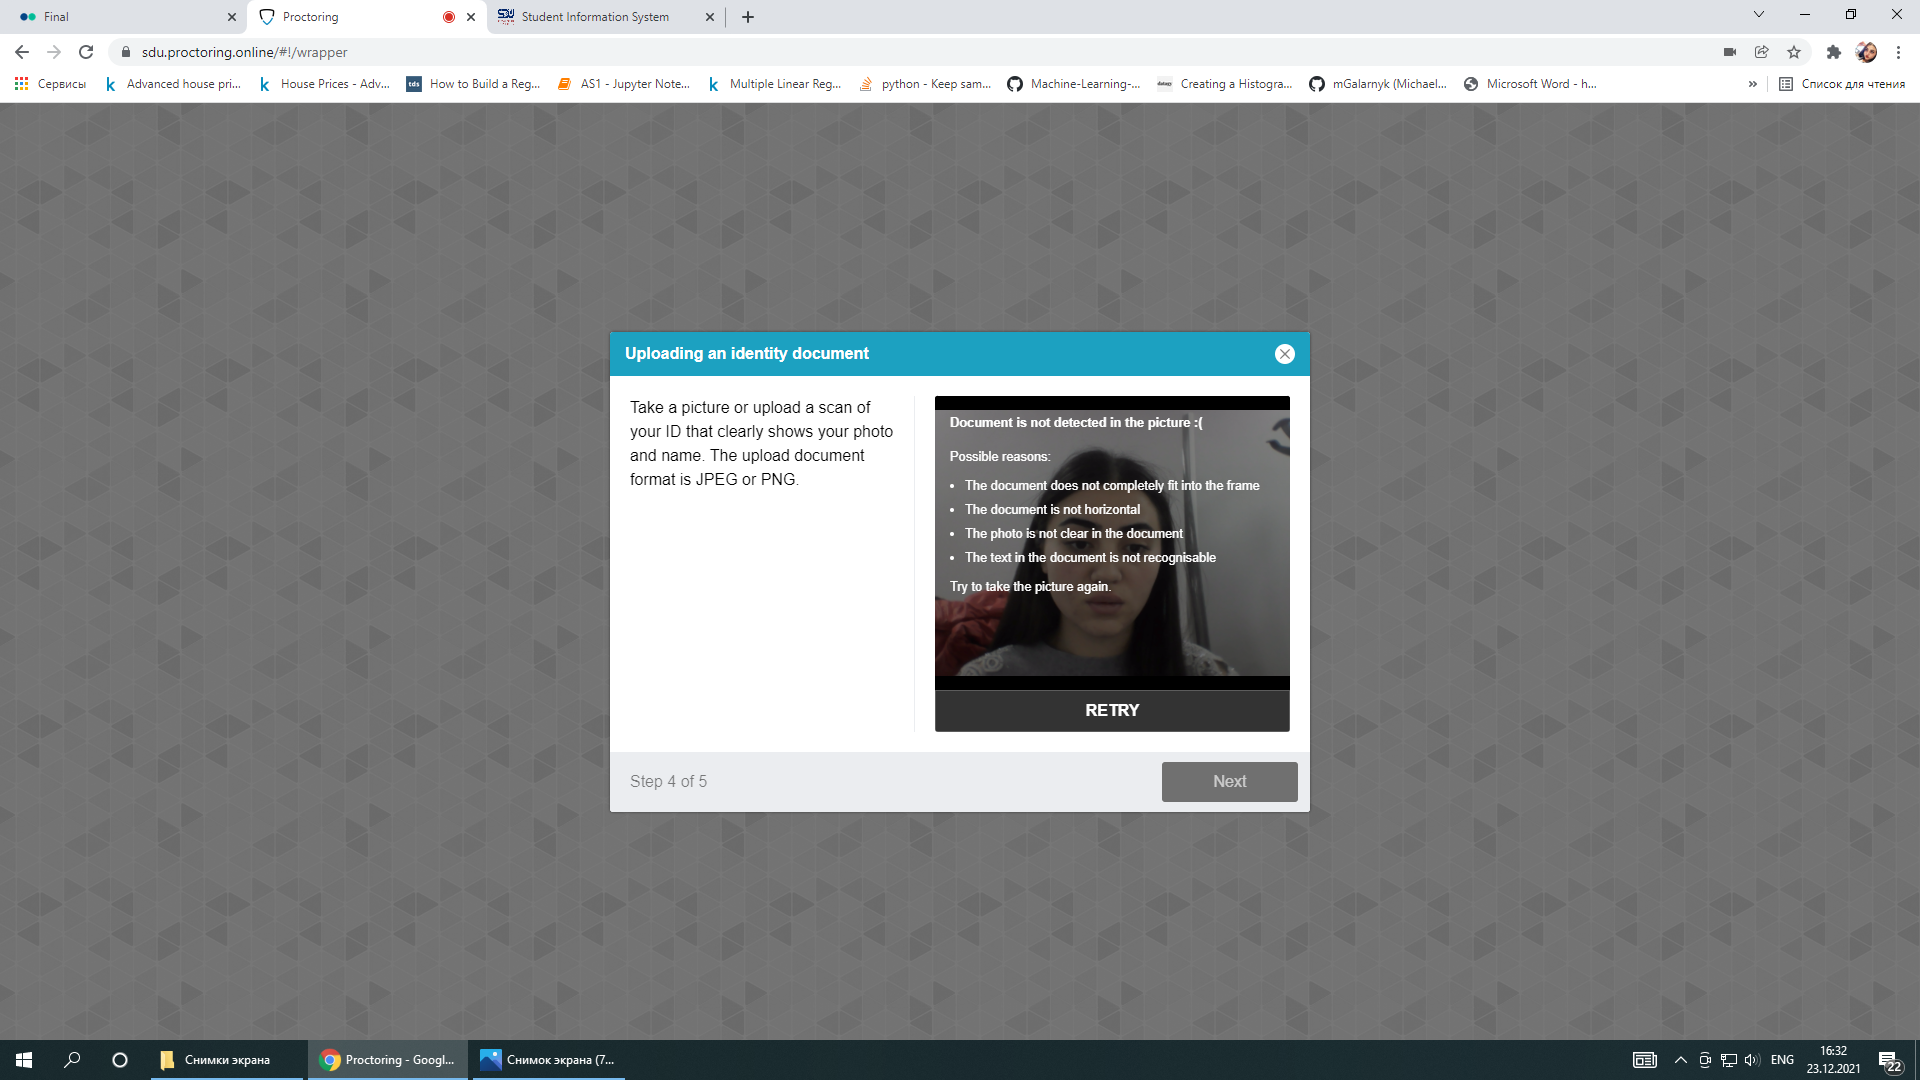 Final
Proctoring
Student Information System
sdu.proctoring.online/#!/wrapper
Сервисы
Advanced house pri...
House Prices - Adv...
tds
How to Build a Reg...
AS1 - Jupyter Note...
Multiple Linear Reg...
python - Keep sam...
Machine-Learning-...
Creating a Histogra...
mGalarnyk (Michael...
Microsoft Word - h...
»
Список для чтения
Uploading an identity document
Take a picture or upload a scan of
your ID that clearly shows your photo
and name. The upload document
format is JPEG or PNG.
Document is not detected in the picture :(
Possible reasons:
• The document does not completely fit into the frame
• The document is not horizontal
• The photo is not clear in the document
• The text in the document is not recognisable
Try to take the picture again.
RETRY
Step 4 of 5
Next
Снимки экрана
Proctoring - Googl...
Снимок экрана (7...
ENG
16:32
23.12.2021
22